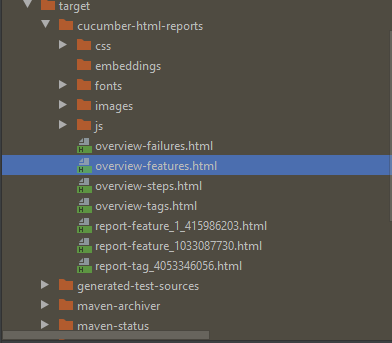 target
cucumber-html-reports
css
embeddings
fonts
images
js
overview-failures.html
overview-features.html
overview-steps.html
overview-tags.html
report-feature_1_415986203.html
report-feature_1033087730.html
report-tag_4053346056.html
generated-test-sources
maven-archiver
maven-status